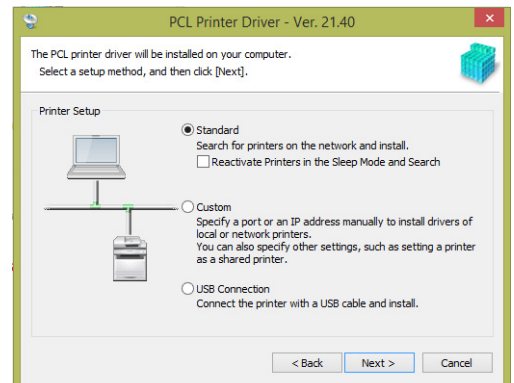 PCL Printer Driver - Ver. 21.40
The PCL printer driver will be installed on your computer.
Select a setup method, and then click [Next].
Printer Setup
Standard
Search for printers on the network and install.
Reactivate Printers in the Sleep Mode and Search
Custom
Specify a port or an IP address manually to install drivers of
local or network printers.
You can also specify other settings, such as setting a printer
as a shared printer.
USB Connection
Connect the printer with a USB cable and install.
< Back
Next >
Cancel